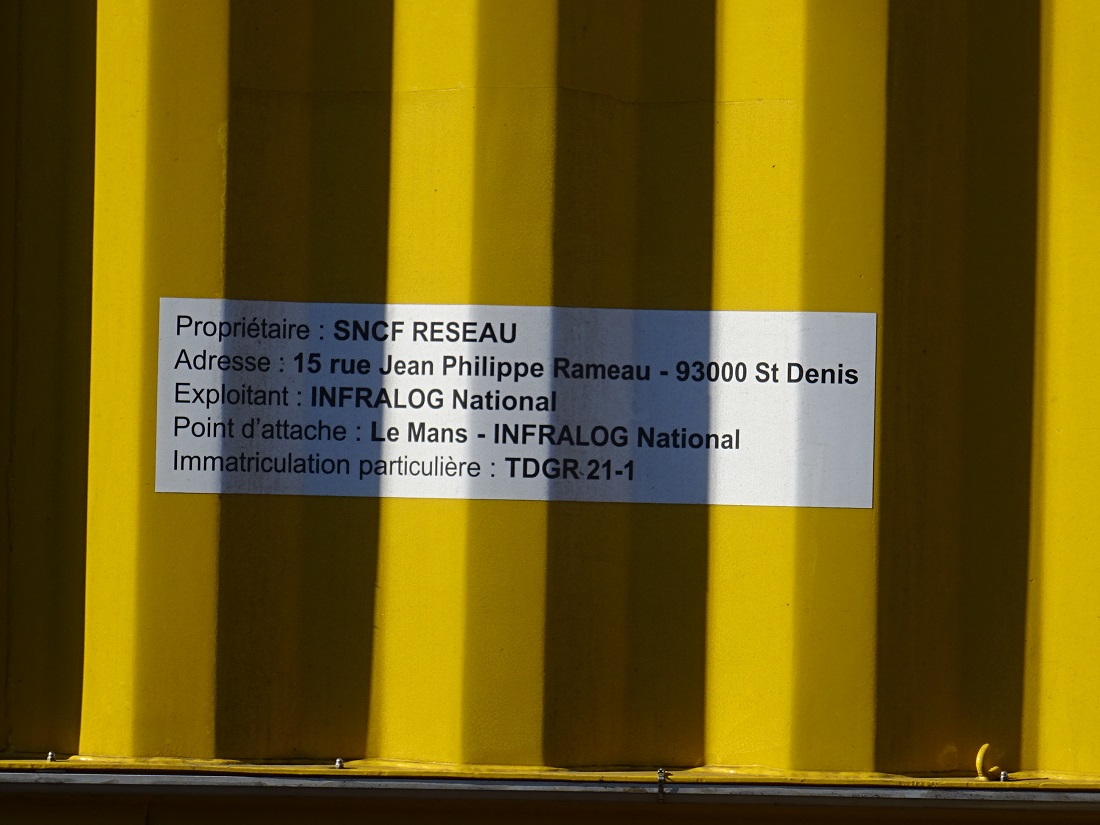 Propriétaire : SNCF RESEAU
Adresse : 15 rue Jean Philippe Rameau - 93000 St Denis
Exploitant : INFRALOG National
Point d'attache : Le Mans - INFRALOG National
Immatriculation particulière : TDGR 21-1